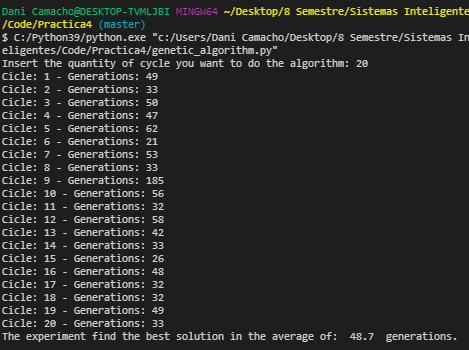 Dani Camacho@DESKTOP-TVMLJBI MINGW64 ~/Desktop/8 Semestre/Sistemas Inteligente
/Code/Practica4 (master)
$ C:/Python39/python.exe "c:/Users/Dani Camacho/Desktop/8 Semestre/Sistemas In
eligentes/Code/Practica4/genetic_algorithm.py"
Insert the quantity of cycle you want to do the algorithm: 20
Cicle: 1 - Generations: 49
Cicle: 2 - Generations: 33
Cicle: 3 - Generations: 50
Cicle: 4 - Generations: 47
Cicle: 5 - Generations: 62
Cicle: 6 - Generations: 21
Cicle: 7 - Generations: 53
Cicle: 8 - Generations: 33
Cicle: 9 - Generations: 185
Cicle: 10 - Generations: 56
Cicle: 11 - Generations: 32
Cicle: 12 - Generations: 58
Cicle: 13 - Generations: 42
Cicle: 14 - Generations: 33
Cicle: 15 - Generations: 26
Cicle: 16 - Generations: 48
Cicle: 17 - Generations: 32
Cicle: 18 - Generations: 32
Cicle: 19 - Generations: 49
Cicle: 20 - Generations: 33
The experiment find the best solution in the average of:  48.7  generations.